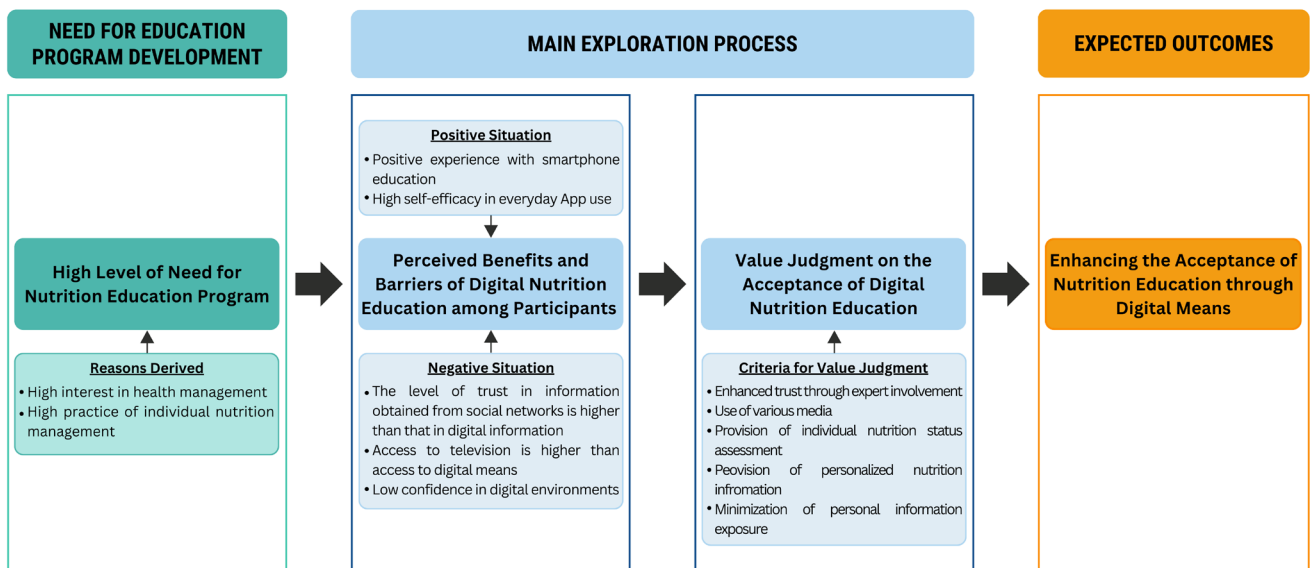 NEED FOR EDUCATION
PROGRAM DEVELOPMENT
MAIN EXPLORATION PROCESS
EXPECTED OUTCOMES
High Level of Need for
Nutrition Education Program
Reasons Derived
• High interest in health management
• High practice of individual nutrition
management
Positive Situation
• Positive experience with smartphone
education
• High self-efficacy in everyday App use
Perceived Benefits and
Barriers of Digital Nutrition
Education among Participants
Negative Situation
• The level of trust in information
obtained from social networks is higher
than that in digital information
• Access to television is higher than
access to digital means
• Low confidence in digital environments
Value Judgment on the
Acceptance of Digital
Nutrition Education
Criteria for Value Judgment
• Enhanced trust through expert involvement
• Use of various media
• Provision of individual nutrition status
assessment
• Peovision of personalized nutrition
infromation
• Minimization of personal information
exposure
Enhancing the Acceptance of
Nutrition Education through
Digital Means